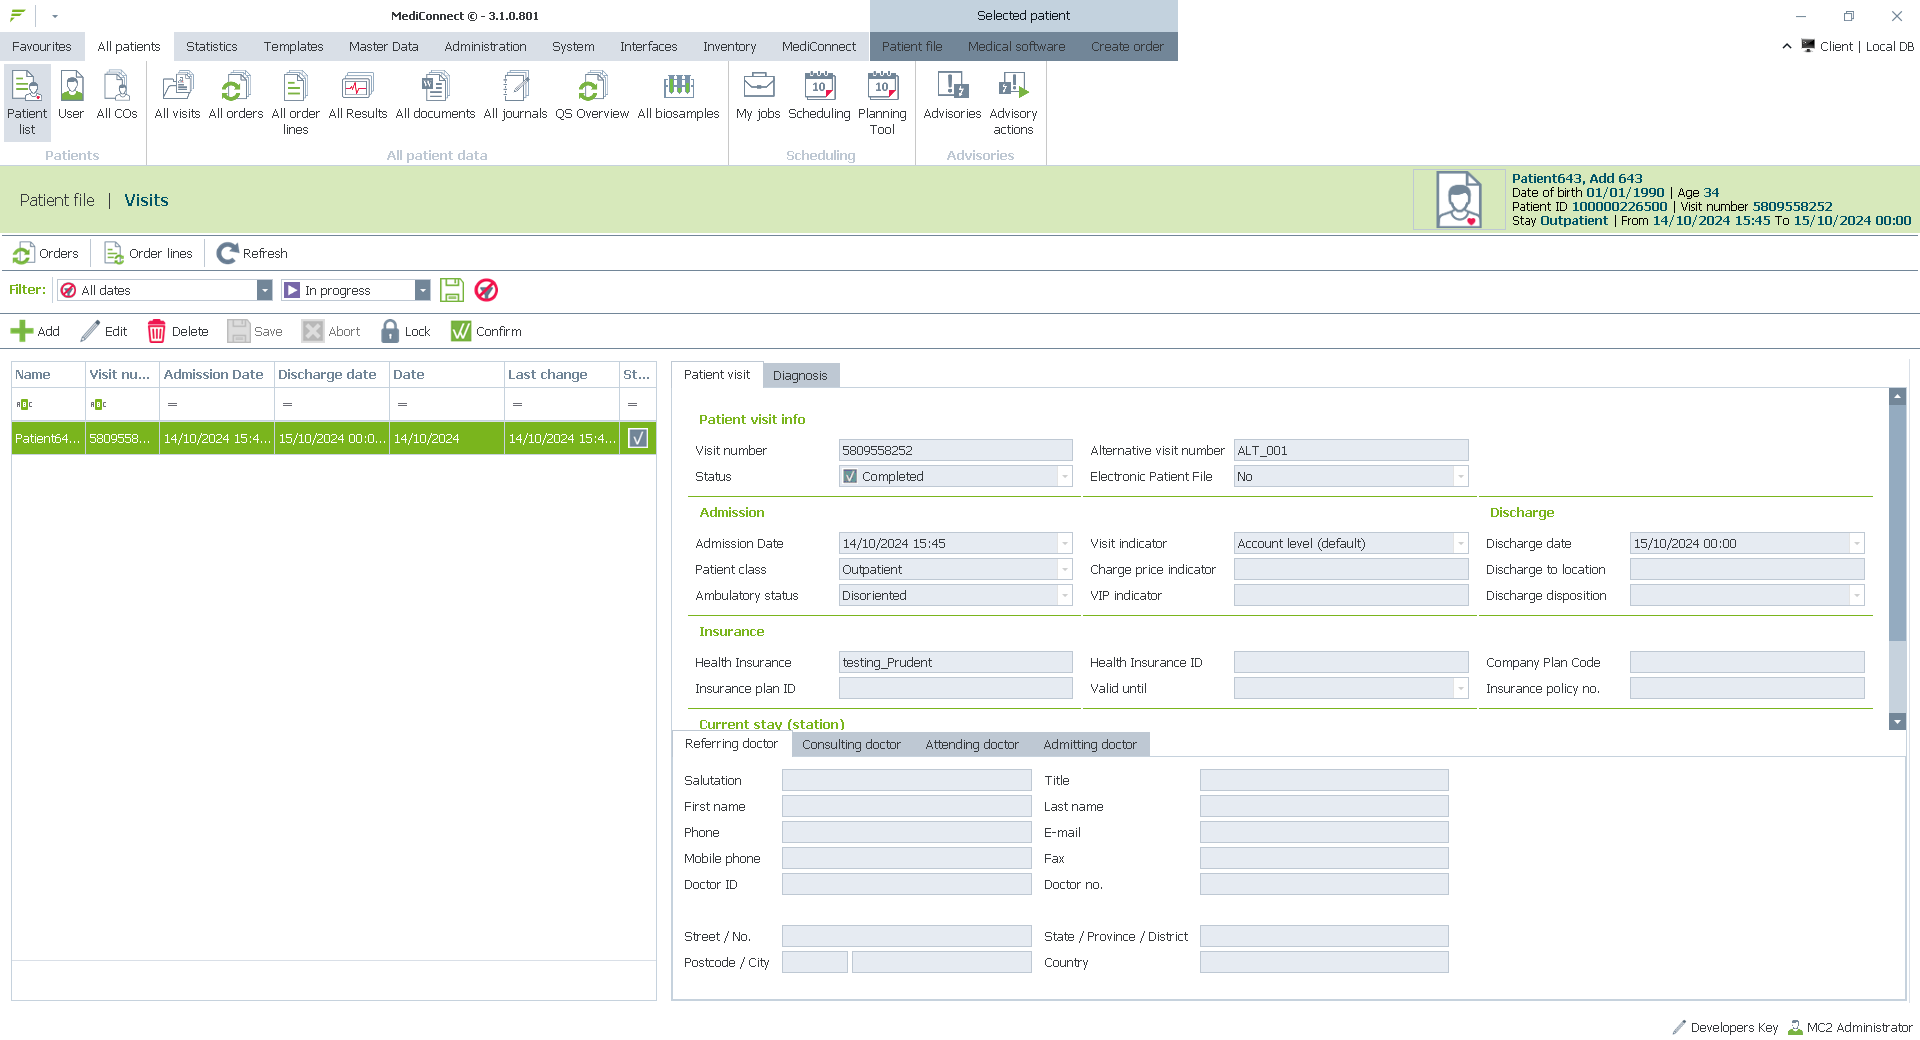 MediConnect © - 3.1.0.801
Selected patient
Favourites All patients Statistics Templates Master Data Administration System Interfaces Inventory MediConnect Patient file Medical software Create order
Client | Local DB
Patient list User All COs All visits All orders All order lines All Results All documents All journals QS Overview All biosamples My jobs Scheduling Planning Tool Advisories Advisory actions
Patients All patient data Scheduling Advisories
Patient file | Visits
Patient643, Add 643
Date of birth 01/01/1990 | Age 34
Patient ID 100000226500 | Visit number 5809558252
Stay Outpatient | From 14/10/2024 15:45 To 15/10/2024 00:00
Orders Order lines Refresh
Filter: All dates In progress
Add Edit Delete Save Abort Lock Confirm
Name Visit nu... Admission Date Discharge date Date Last change St...
Patient64... 5809558... 14/10/2024 15:4... 15/10/2024 00:0... 14/10/2024 14/10/2024 15:4...
Patient visit Diagnosis
Patient visit info
Visit number 5809558252 Alternative visit number ALT_001
Status Completed Electronic Patient File No
Admission Discharge
Admission Date 14/10/2024 15:45 Visit indicator Account level (default) Discharge date 15/10/2024 00:00
Patient class Outpatient Charge price indicator Discharge to location
Ambulatory status Disoriented VIP indicator Discharge disposition
Insurance
Health Insurance testing_Prudent Health Insurance ID Company Plan Code
Insurance plan ID Valid until Insurance policy no.
Current stay (station)
Referring doctor Consulting doctor Attending doctor Admitting doctor
Salutation Title
First name Last name
Phone E-mail
Mobile phone Fax
Doctor ID Doctor no.
Street / No. State / Province / District
Postcode / City Country
Developers Key MC2 Administrator